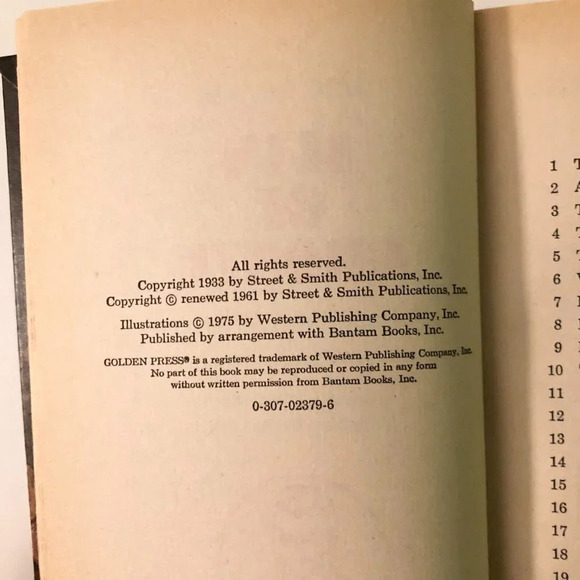 All rights reserved.
Copyright 1933 by Street & Smith Publications, Inc.
Copyright © renewed 1961 by Street & Smith Publications, Inc.
Illustrations © 1975 by Western Publishing Company, Inc.
Published by arrangement with Bantam Books, Inc.
GOLDEN PRESS® is a registered trademark of Western Publishing Company, Inc.
No part of this book may be reproduced or copied in any form
without written permission from Bantam Books, Inc.
0-307-02379-6
1
2
3
4
5
6
7
8
9
10
11
12
13
14
15
16
17
18
19